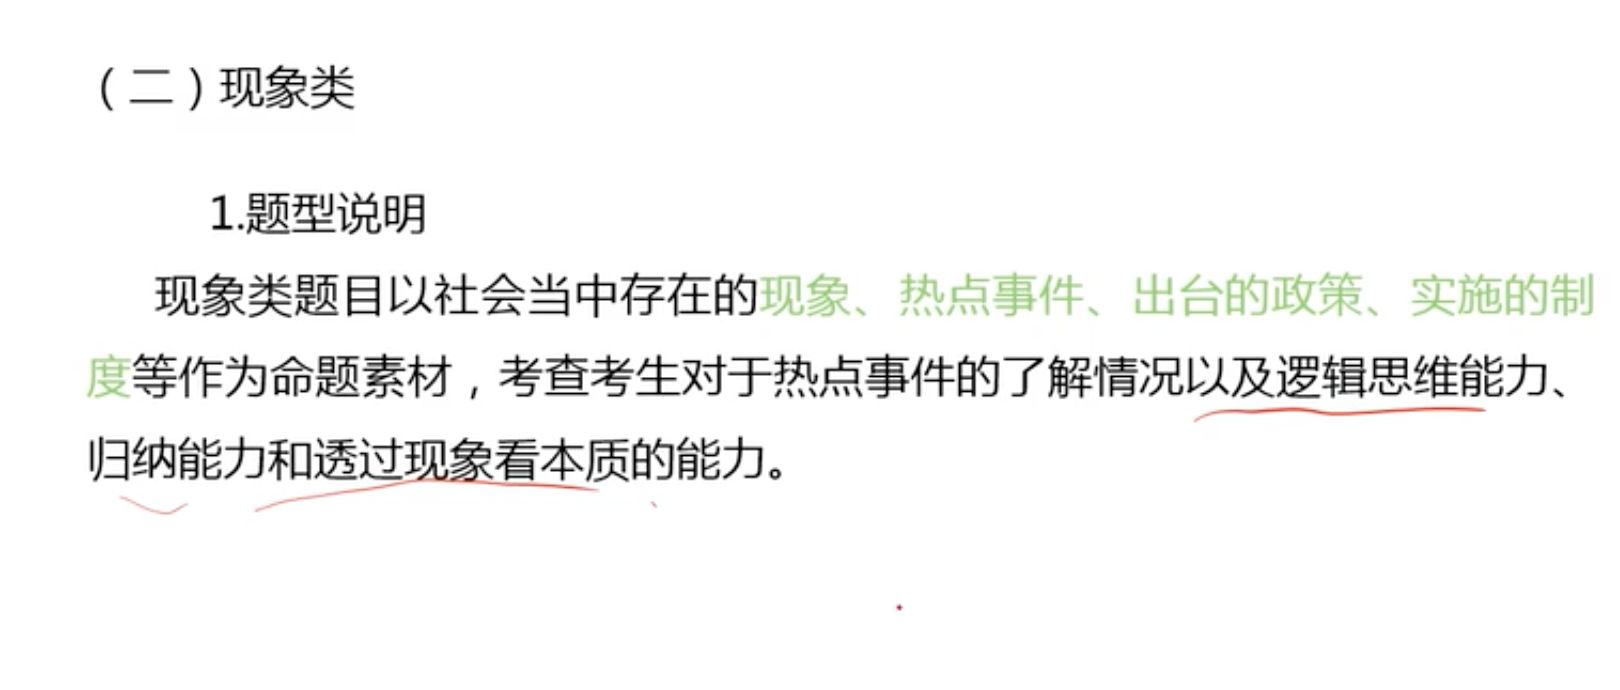 （二）现象类
1.题型说明
现象类题目以社会当中存在的现象、热点事件、出台的政策、实施的制
度等作为命题素材，考查考生对于热点事件的了解情况以及逻辑思维能力、
归纳能力和透过现象看本质的能力。